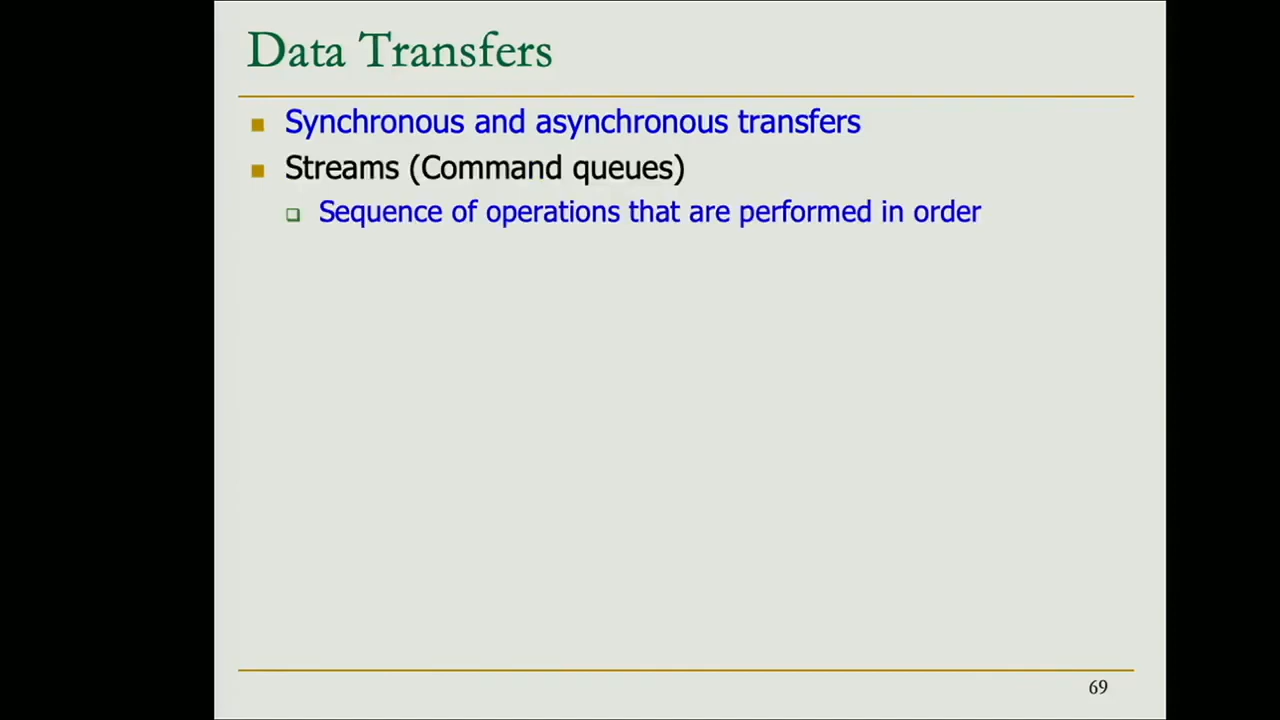 Data Transfers
Synchronous and asynchronous transfers
Streams (Command queues)
Sequence of operations that are performed in order
69